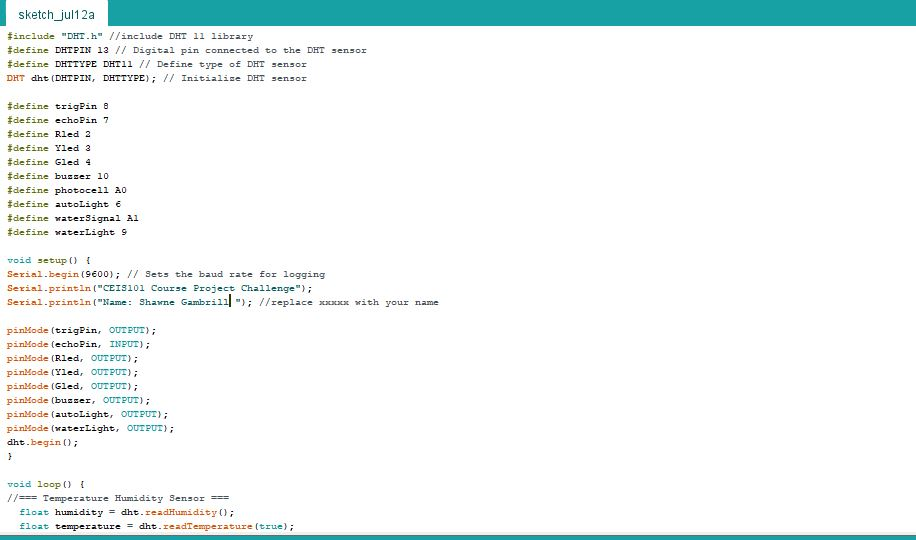 sketch_jul12a
#include "DHT.h" //include DHT 11 library
#define DHTPIN 13 // Digital pin connected to the DHT sensor
#define DHTTYPE DHT11 // Define type of DHT sensor
DHT dht(DHTPIN, DHTTYPE); // Initialize DHT sensor
#define trigPin 8
#define echoPin 7
#define Rled 2
#define Yled 3
#define Gled 4
#define buzzer 10
#define photocell A0
#define autoLight 6
#define waterSignal A1
#define waterLight 9
void setup() {
Serial.begin(9600); // Sets the baud rate for logging
Serial.println("CEIS101 Course Project Challenge");
Serial.println("Name: Shawne Gambrill "); //replace xxxxx with your name
pinMode(trigPin, OUTPUT);
pinMode(echoPin, INPUT);
pinMode(Rled, OUTPUT);
pinMode(Yled, OUTPUT);
pinMode(Gled, OUTPUT);
pinMode(buzzer, OUTPUT);
pinMode(autoLight, OUTPUT);
pinMode(waterLight, OUTPUT);
dht.begin();
}
void loop() {
//=== Temperature Humidity Sensor ===
float humidity = dht.readHumidity();
float temperature = dht.readTemperature(true);